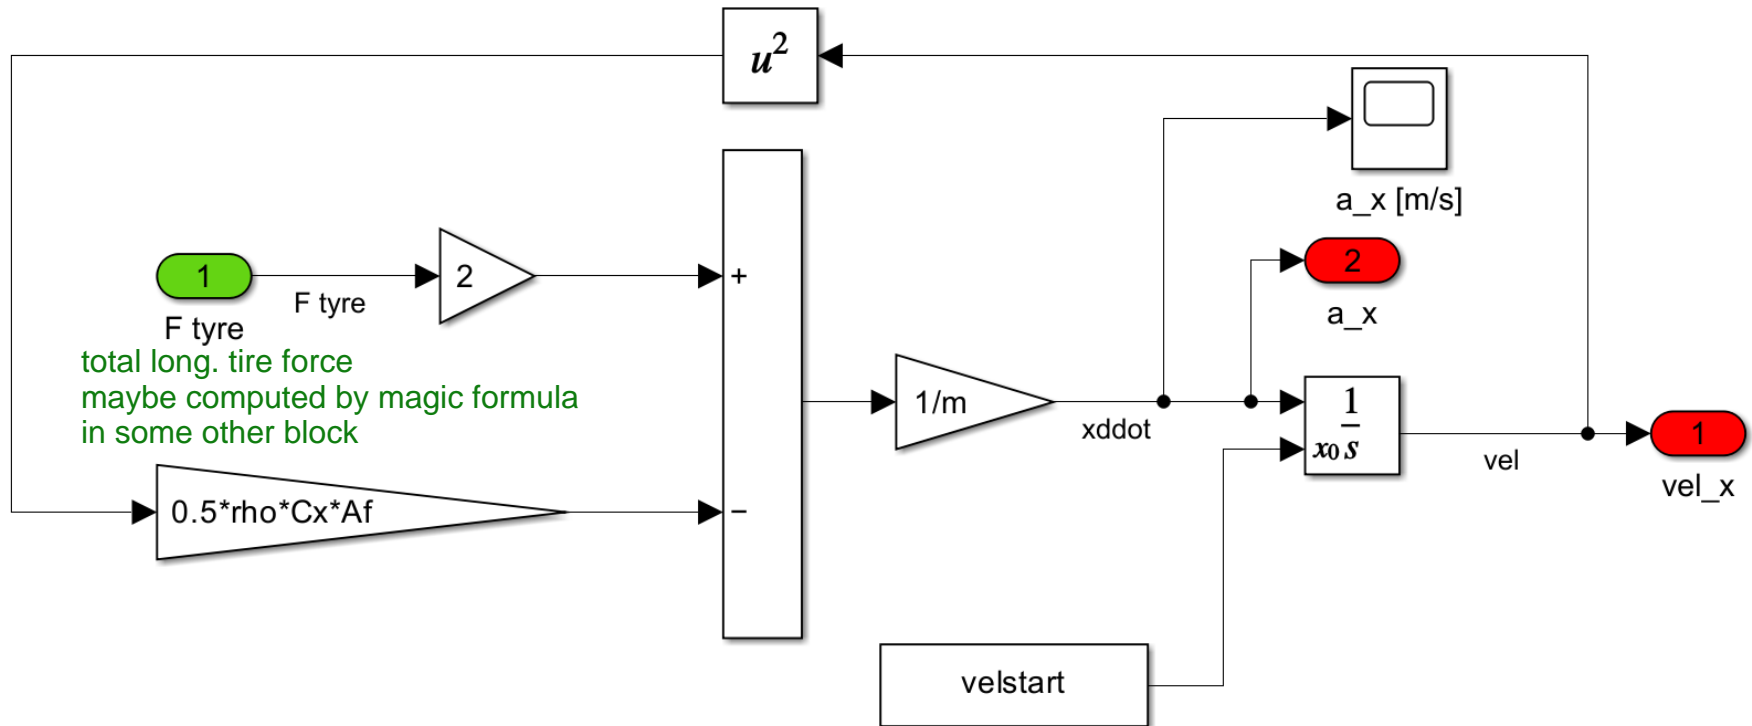 u²
a_x [m/s]
1
F tyre
F tyre
total long. tire force
maybe computed by magic formula
in some other block
2
+
2
a_x
1/m
xddot
1
x₀ s
vel
1
vel_x
0.5*rho*Cx*Af
−
velstart